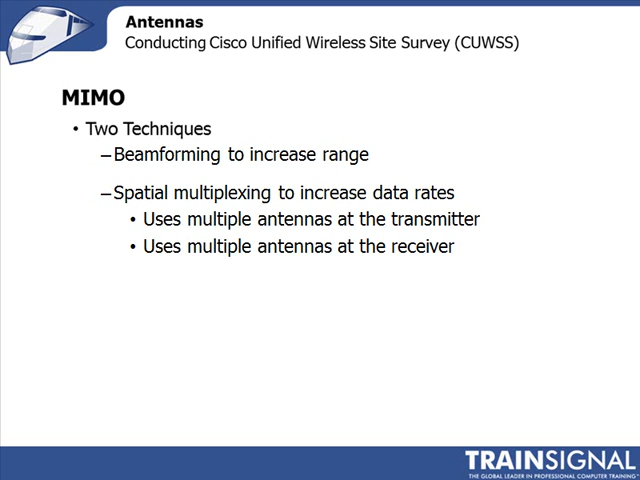 Antennas
Conducting Cisco Unified Wireless Site Survey (CUWSS)
MIMO
• Two Techniques
– Beamforming to increase range
– Spatial multiplexing to increase data rates
• Uses multiple antennas at the transmitter
• Uses multiple antennas at the receiver
TRAINSIGNAL
THE GLOBAL LEADER IN PROFESSIONAL COMPUTER TRAINING